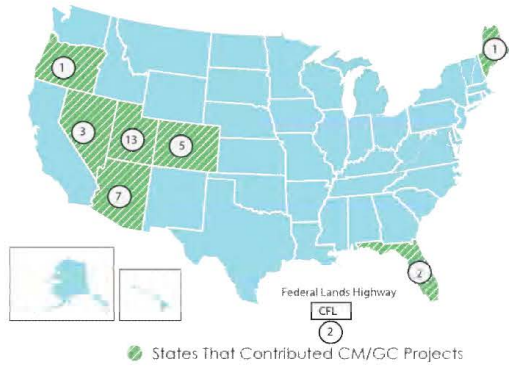 1
1
3
13
5
7
2
Federal Lands Highway
CFL
2
States That Contributed CM/GC Projects